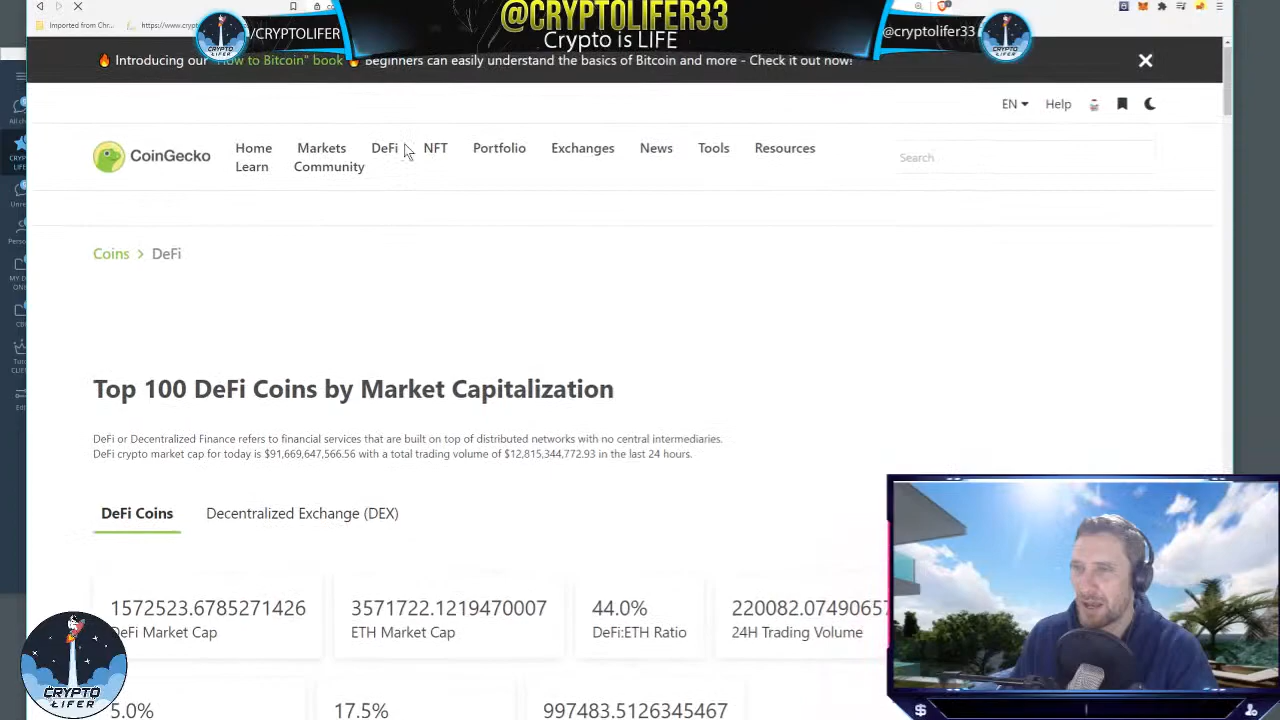 @CRYPTOLIFER33
Crypto is LIFE
/CRYPTOLIFER
@cryptolifer33
Imported from Chr...
https://www.crypto
🔥 Introducing our "How to Bitcoin" book 🔥 Beginners can easily understand the basics of Bitcoin and more - Check it out now!
EN Help
CoinGecko
Home Markets DeFi NFT Portfolio Exchanges News Tools Resources
Learn Community
Search
Coins > DeFi
Top 100 DeFi Coins by Market Capitalization
DeFi or Decentralized Finance refers to financial services that are built on top of distributed networks with no central intermediaries.
DeFi crypto market cap for today is $91,669,647,566.56 with a total trading volume of $12,815,344,772.93 in the last 24 hours.
DeFi Coins Decentralized Exchange (DEX)
1572523.6785271426 3571722.1219470007 44.0% 220082.07490657
DeFi Market Cap ETH Market Cap DeFi:ETH Ratio 24H Trading Volume
5.0% 17.5% 997483.5126345467
CRYPTO
LIFER